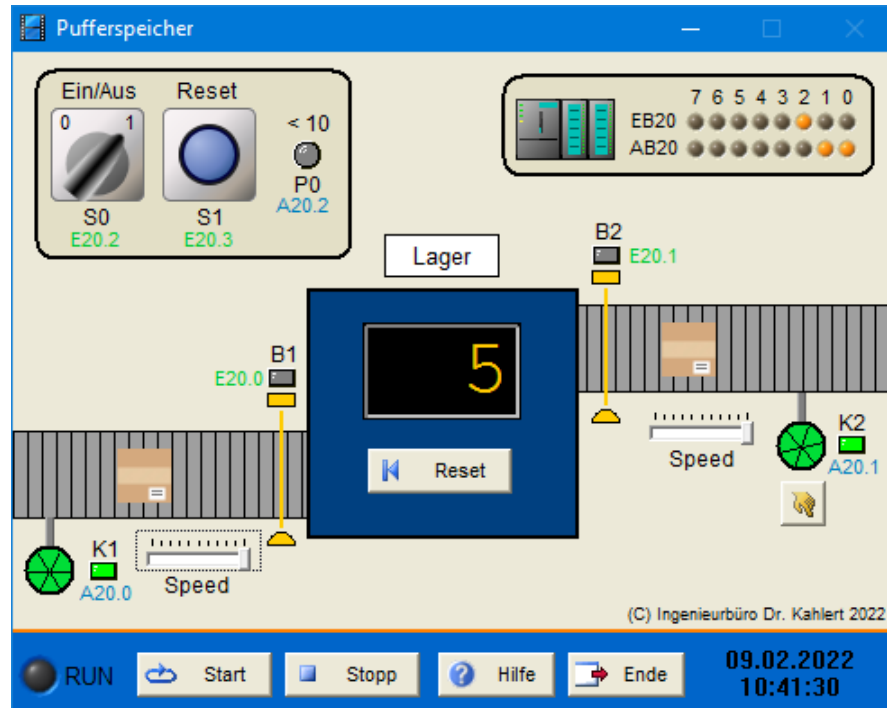 Pufferspeicher
Ein/Aus
Reset
0
1
< 10
P0
A20.2
S0
E20.2
S1
E20.3
7 6 5 4 3 2 1 0
EB20
AB20
Lager
B2
E20.1
B1
E20.0
5
Reset
Speed
K2
A20.1
K1
A20.0
Speed
(C) Ingenieurbüro Dr. Kahlert 2022
RUN
Start
Stopp
Hilfe
Ende
09.02.2022
10:41:30